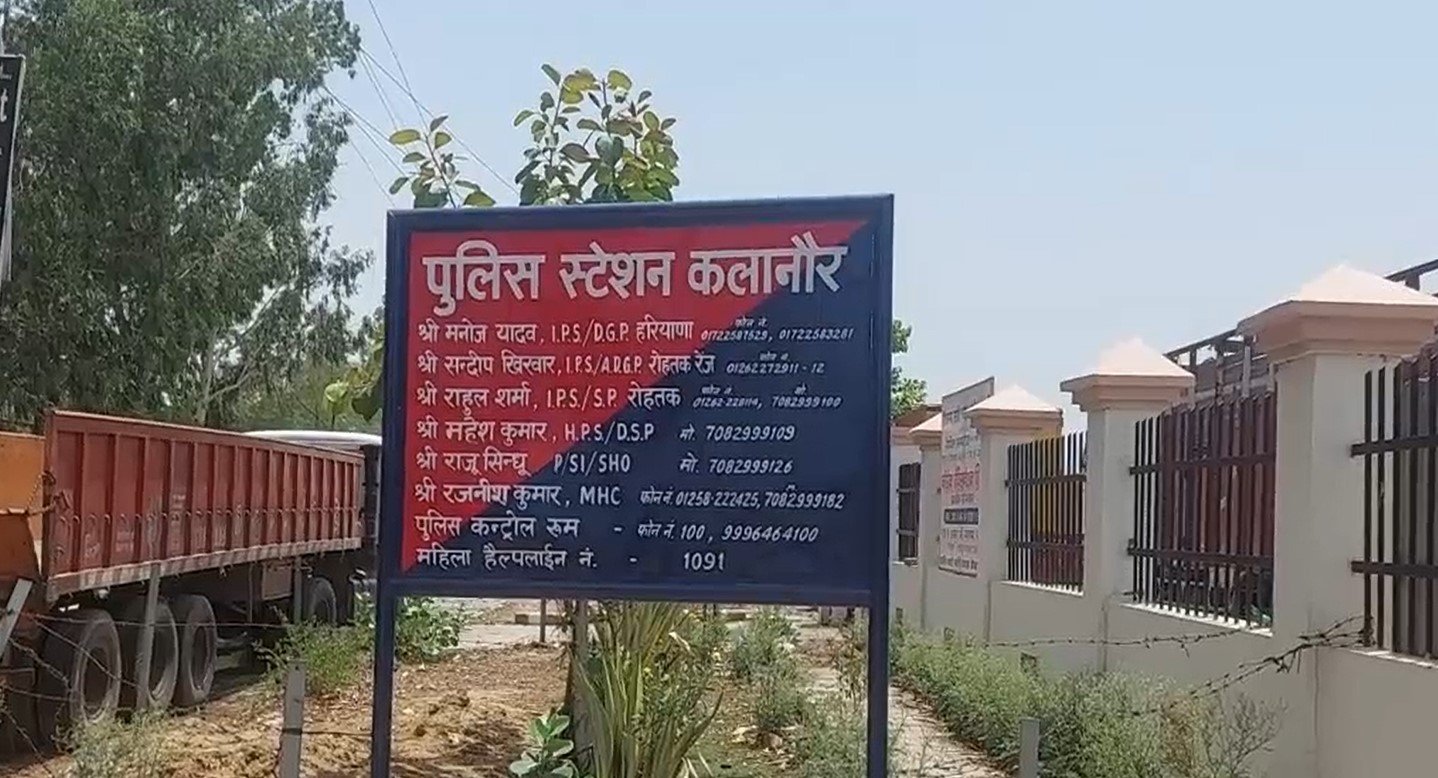 पुलिस स्टेशन कलानौर
श्री मनोज यादव, I.P.S/D.G.P. हरियाणा फोन नं. 01722587529, 01722583281
श्री सन्दीप खिरवार, I.P.S/A.D.G.P. रोहतक रेंज फोन नं. 01262272911-12
श्री राहुल शर्मा, I.P.S./S.P. रोहतक फोन नं. 01262-228114, मो. 7082999100
श्री महेश कुमार, H.P.S/D.S.P मो. 7082999109
श्री राजू सिन्घू P/SI/SHO मो. 7082999126
श्री रजनीश कुमार, MHC फोन नं. 01258-222425, 7082999182
पुलिस कन्ट्रोल रूम - फोन नं. 100, 9996464100
महिला हैल्पलाईन नं. - 1091